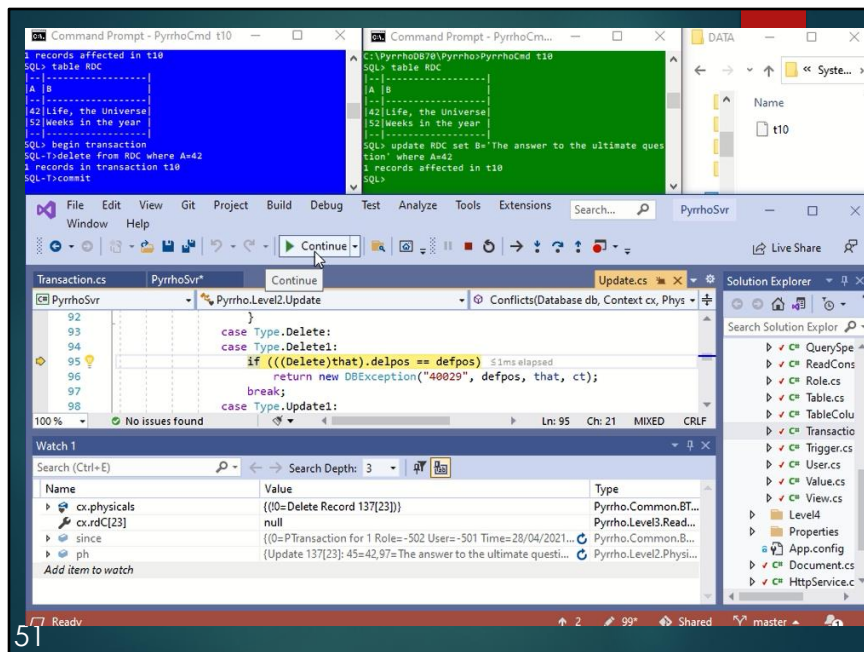 Command Prompt - PyrrhoCmd t10
1 records affected in t10
SQL> table RDC
|--|------------------|
|A |B                 |
|--|------------------|
|42|Life, the Universe|
|52|Weeks in the year |
|--|------------------|
SQL> begin transaction
SQL-T>delete from RDC where A=42
1 records in transaction t10
SQL-T>commit
Command Prompt - PyrrhoCm...
C:\PyrrhoDB70\Pyrrho>PyrrhoCmd t10
SQL> table RDC
|--|------------------|
|A |B                 |
|--|------------------|
|42|Life, the Universe|
|52|Weeks in the year |
|--|------------------|
SQL> update RDC set B='The answer to the ultimate ques
tion' where A=42
1 records affected in t10
SQL>
DATA
« Syste...
Name
t10
File Edit View Git Project Build Debug Test Analyze Tools Extensions
Window Help
Search...
PyrrhoSvr
Continue
Live Share
Continue
Transaction.cs PyrrhoSvr* Update.cs
PyrrhoSvr Pyrrho.Level2.Update Conflicts(Database db, Context cx, Phys
92 }
93 case Type.Delete:
94 case Type.Delete1:
95 if (((Delete)that).delpos == defpos) ≤1ms elapsed
96 return new DBException("40029", defpos, that, ct);
97 break;
98 case Type.Update1:
100 % No issues found Ln: 95 Ch: 21 MIXED CRLF
Solution Explorer
Search Solution Explor
C# QuerySpe
C# ReadCons
C# Role.cs
C# Table.cs
C# TableColu
C# Transactio
C# Trigger.cs
C# User.cs
C# Value.cs
C# View.cs
Level4
Properties
App.config
C# Document.cs
C# HttpService.c
Watch 1
Search (Ctrl+E) Search Depth: 3
Name Value Type
cx.physicals {(!0=Delete Record 137[23])} Pyrrho.Common.BT...
cx.rdC[23] null Pyrrho.Level3.Read...
since {(0=PTransaction for 1 Role=-502 User=-501 Time=28/04/2021... Pyrrho.Common.B...
ph {Update 137[23]: 45=42,97=The answer to the ultimate questi... Pyrrho.Level2.Physi...
Add item to watch
Ready 2 99* Shared master
51